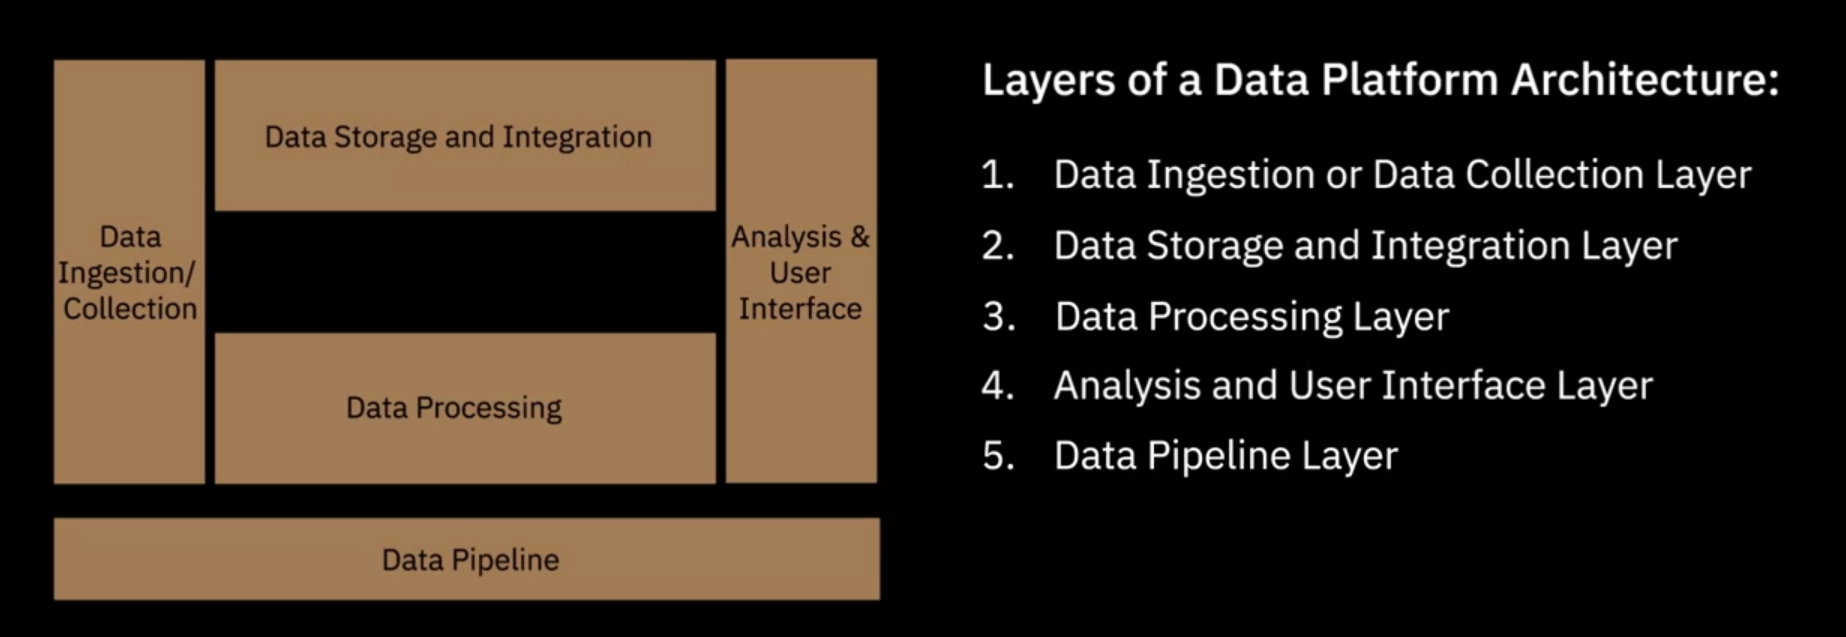 Data Storage and Integration
Data
Ingestion/
Collection
Analysis &
User
Interface
Data Processing
Data Pipeline
Layers of a Data Platform Architecture:
1. Data Ingestion or Data Collection Layer
2. Data Storage and Integration Layer
3. Data Processing Layer
4. Analysis and User Interface Layer
5. Data Pipeline Layer